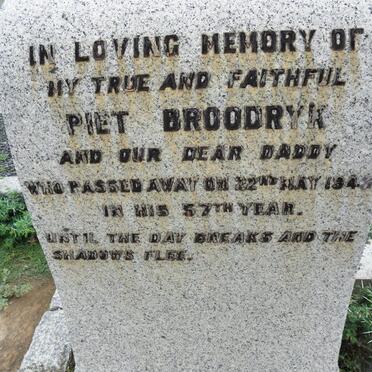 IN LOVING MEMORY OF
MY TRUE AND FAITHFUL
PIET BROODRYK
AND OUR DEAR DADDY
WHO PASSED AWAY ON 22ND MAY
IN HIS 57TH YEAR.
UNTIL THE DAY BREAKS AND THE
SHADOWS FLEE.